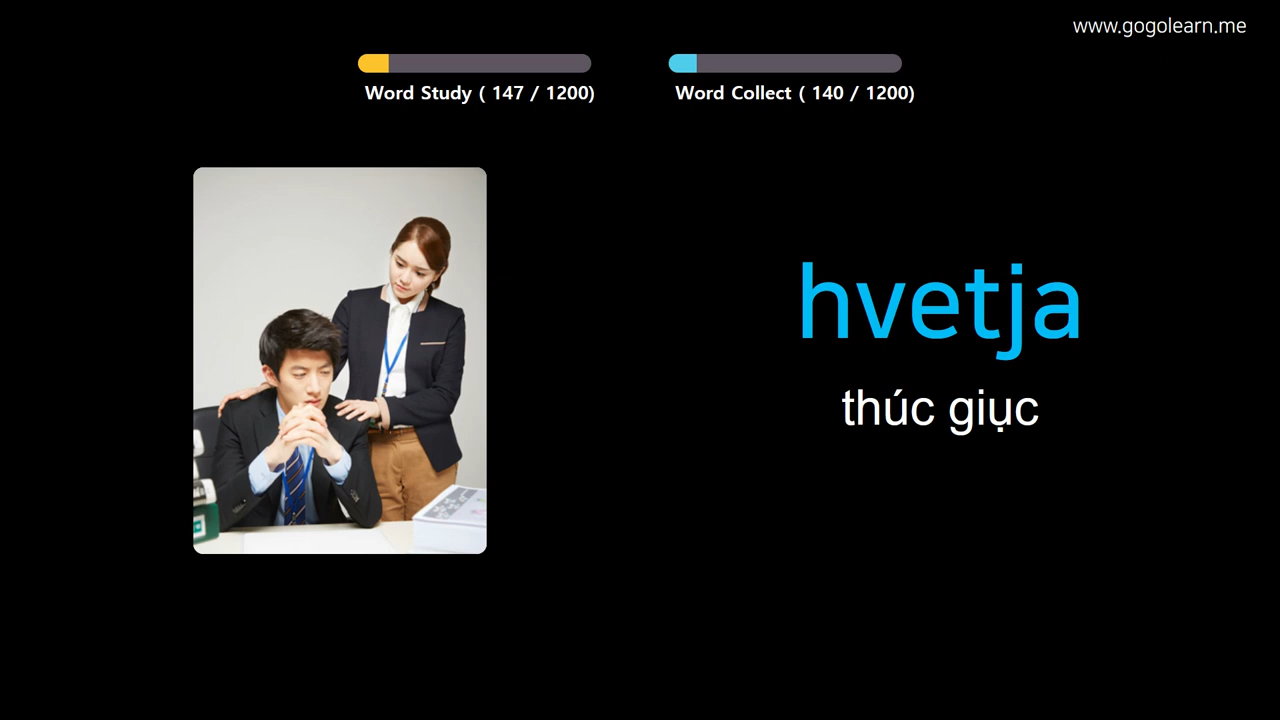 www.gogolearn.me
Word Study ( 147 / 1200)
Word Collect ( 140 / 1200)
hvetja
thúc giục